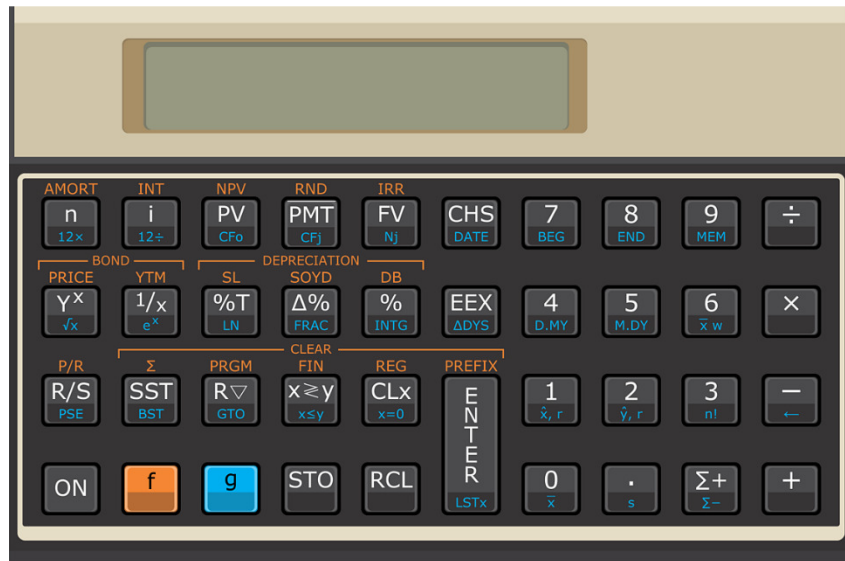 AMORT INT NPV RND IRR
n i PV PMT FV CHS 7 8 9 ÷
12× 12÷ CFo CFj Nj DATE BEG END MEM
BOND DEPRECIATION
PRICE YTM SL SOYD DB
Yˣ 1/x %T Δ% % EEX 4 5 6 ×
√x eˣ LN FRAC INTG ΔDYS D.MY M.DY x̅ w
CLEAR
P/R Σ PRGM FIN REG PREFIX
R/S SST R▽ x≷y CLx ENTER 1 2 3 −
PSE BST GTO x≤y x=0 x̂, r ŷ, r n! ←
ON f g STO RCL 0 . Σ+ +
LSTx x̅ s Σ−